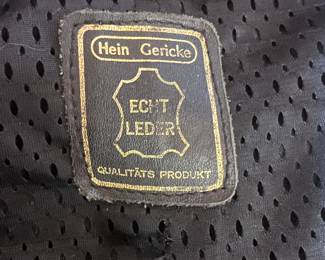 Hein Gericke
ECHT
LEDER
QUALITÄTS PRODUKT